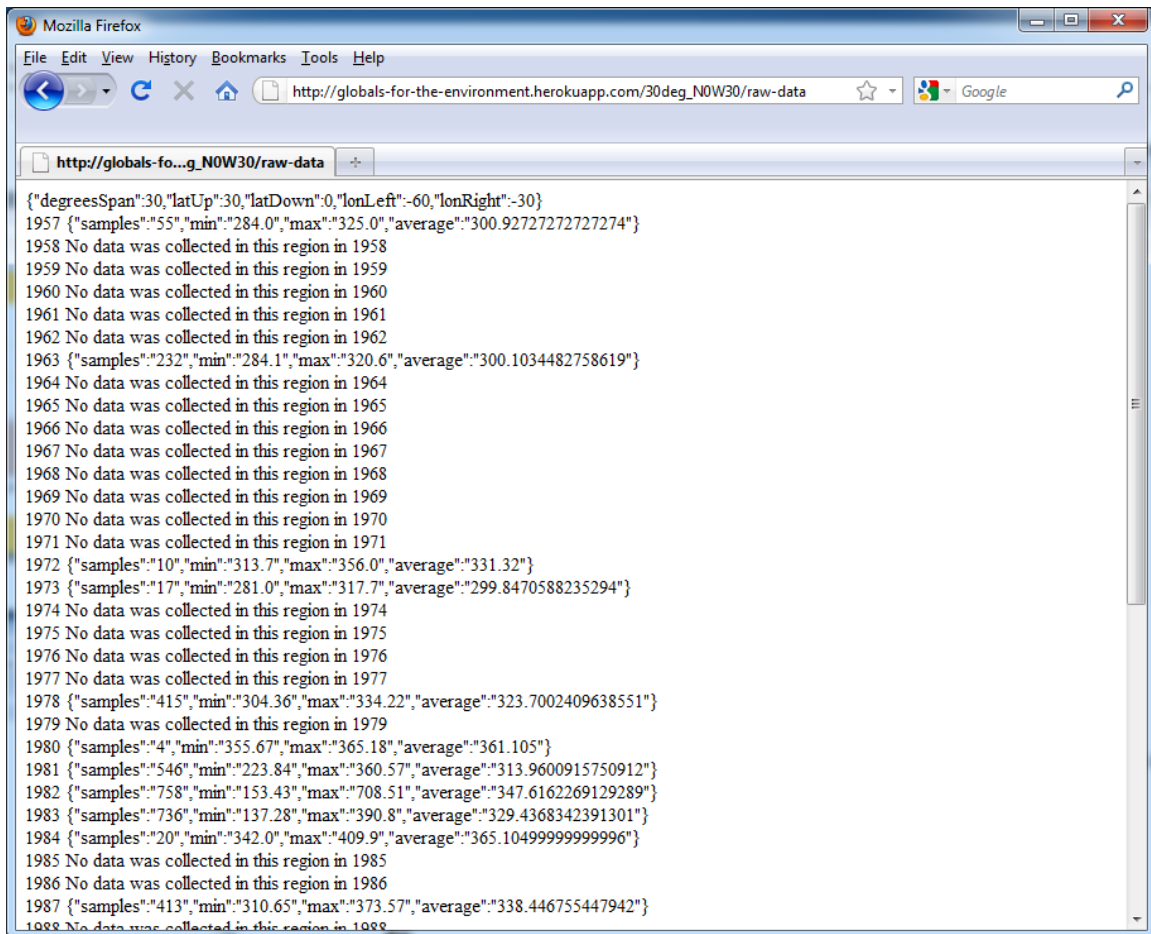 Mozilla Firefox
File Edit View History Bookmarks Tools Help
http://globals-for-the-environment.herokuapp.com/30deg_N0W30/raw-data
Google
http://globals-fo...g_N0W30/raw-data
{"degreesSpan":30,"latUp":30,"latDown":0,"lonLeft":-60,"lonRight":-30}
1957 {"samples":"55","min":"284.0","max":"325.0","average":"300.92727272727274"}
1958 No data was collected in this region in 1958
1959 No data was collected in this region in 1959
1960 No data was collected in this region in 1960
1961 No data was collected in this region in 1961
1962 No data was collected in this region in 1962
1963 {"samples":"232","min":"284.1","max":"320.6","average":"300.1034482758619"}
1964 No data was collected in this region in 1964
1965 No data was collected in this region in 1965
1966 No data was collected in this region in 1966
1967 No data was collected in this region in 1967
1968 No data was collected in this region in 1968
1969 No data was collected in this region in 1969
1970 No data was collected in this region in 1970
1971 No data was collected in this region in 1971
1972 {"samples":"10","min":"313.7","max":"356.0","average":"331.32"}
1973 {"samples":"17","min":"281.0","max":"317.7","average":"299.8470588235294"}
1974 No data was collected in this region in 1974
1975 No data was collected in this region in 1975
1976 No data was collected in this region in 1976
1977 No data was collected in this region in 1977
1978 {"samples":"415","min":"304.36","max":"334.22","average":"323.7002409638551"}
1979 No data was collected in this region in 1979
1980 {"samples":"4","min":"355.67","max":"365.18","average":"361.105"}
1981 {"samples":"546","min":"223.84","max":"360.57","average":"313.9600915750912"}
1982 {"samples":"758","min":"153.43","max":"708.51","average":"347.6162269129289"}
1983 {"samples":"736","min":"137.28","max":"390.8","average":"329.4368342391301"}
1984 {"samples":"20","min":"342.0","max":"409.9","average":"365.10499999999996"}
1985 No data was collected in this region in 1985
1986 No data was collected in this region in 1986
1987 {"samples":"413","min":"310.65","max":"373.57","average":"338.446755447942"}
1988 No data was collected in this region in 1988